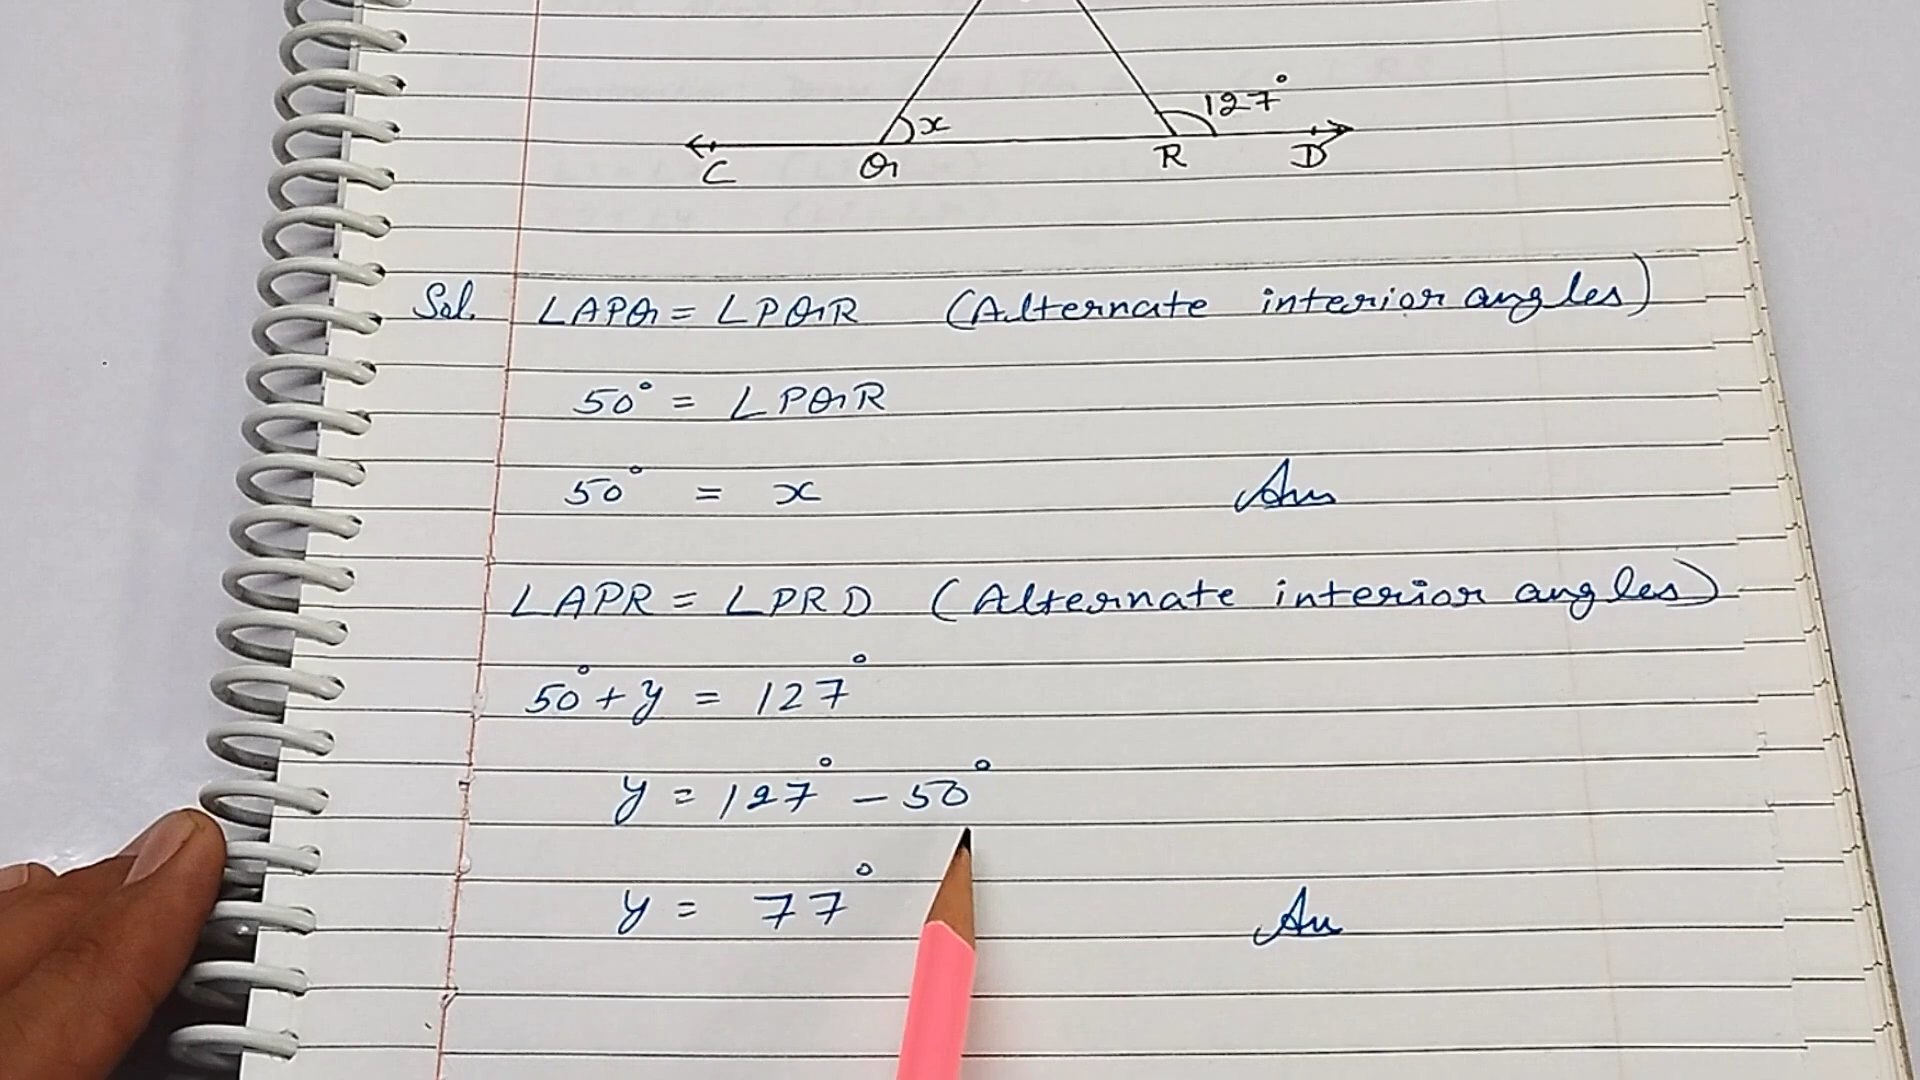 127°
x
C Q R D
Sol. ∠APQ = ∠PQR (Alternate interior angles)
50° = ∠PQR
50° = x Ans
∠APR = ∠PRD (Alternate interior angles)
50° + y = 127°
y = 127° - 50°
y = 77° An